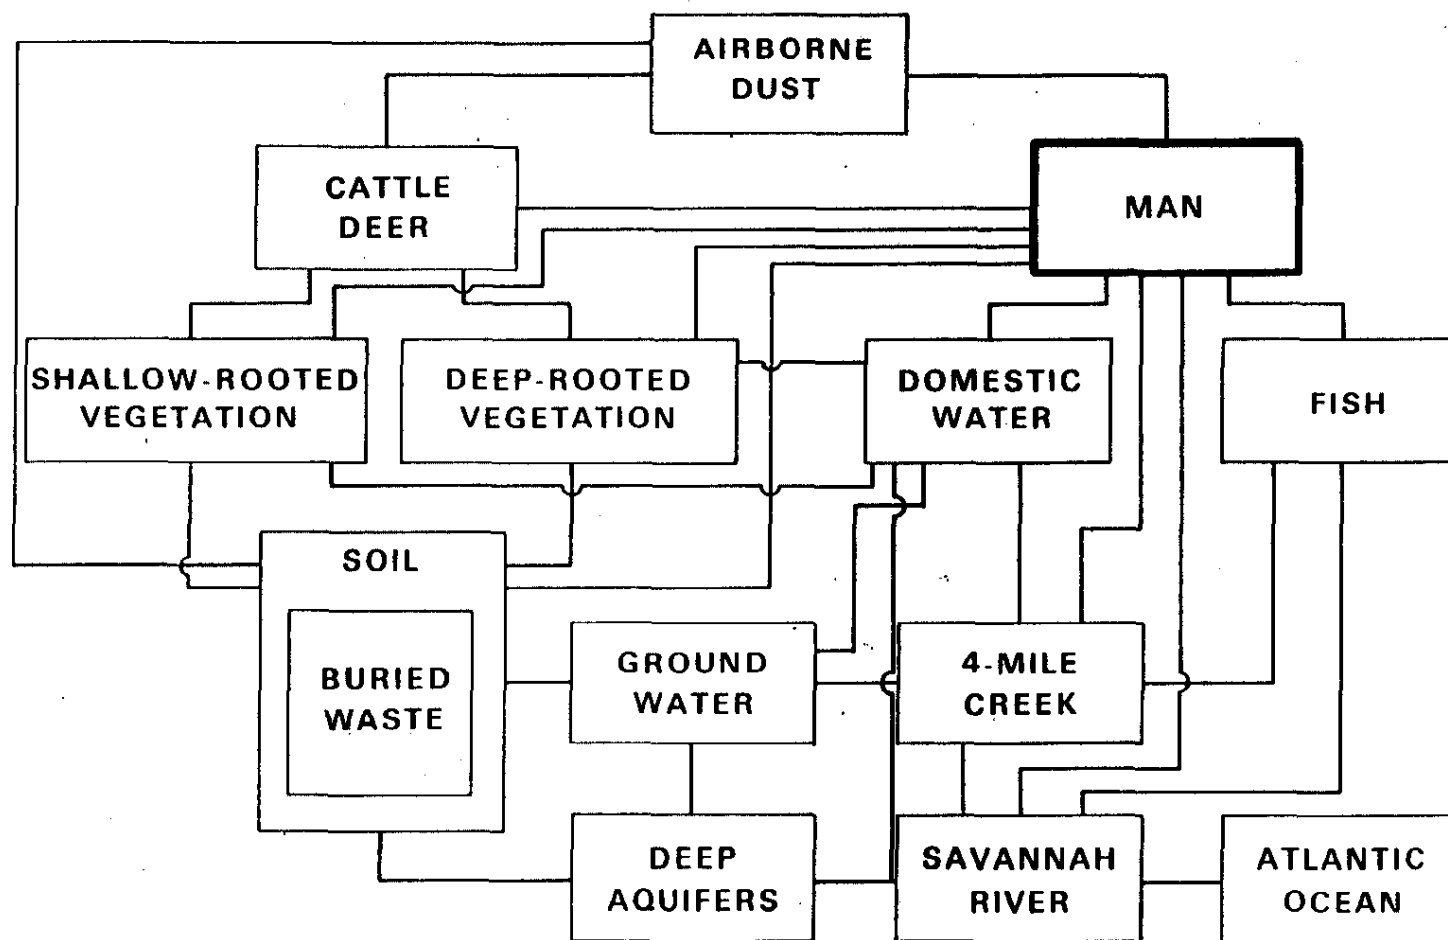 AIRBORNE
DUST
CATTLE
DEER
MAN
SHALLOW-ROOTED
VEGETATION
DEEP-ROOTED
VEGETATION
DOMESTIC
WATER
FISH
SOIL
BURIED
WASTE
GROUND
WATER
4-MILE
CREEK
DEEP
AQUIFERS
SAVANNAH
RIVER
ATLANTIC
OCEAN